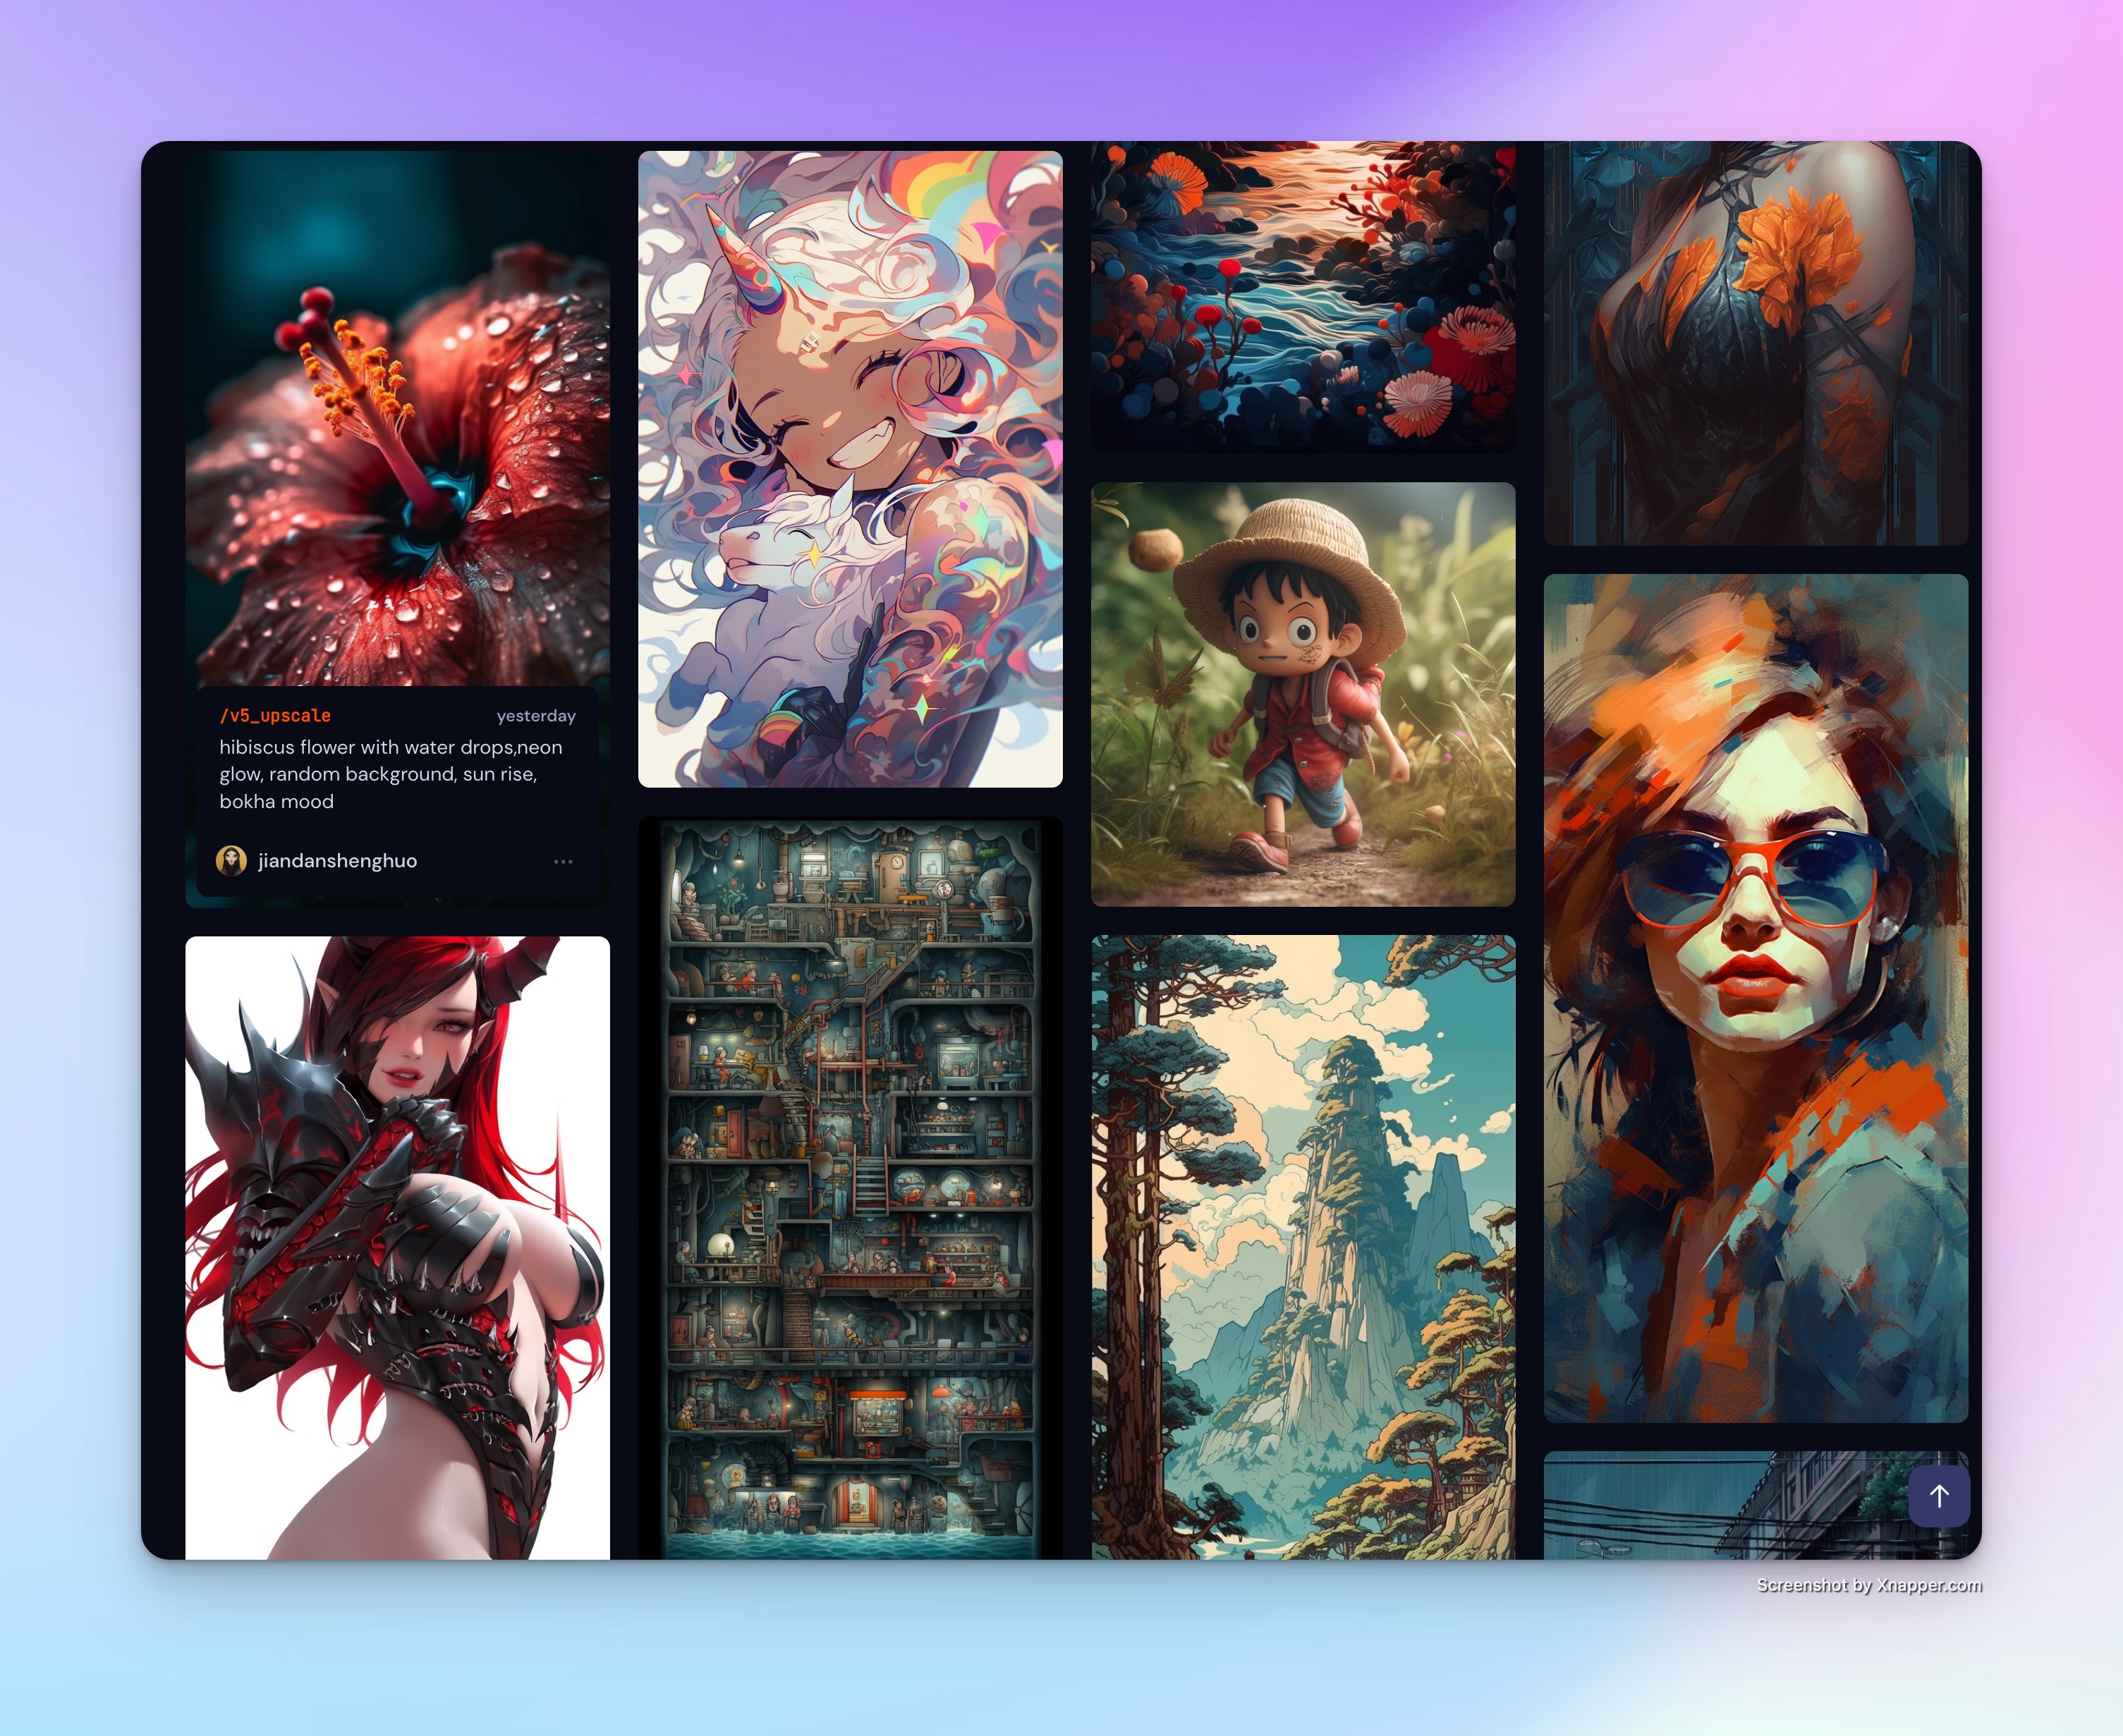 /v5_upscale yesterday
hibiscus flower with water drops,neon
glow, random background, sun rise,
bokha mood
jiandanshenghuo
Screenshot by Xnapper.com